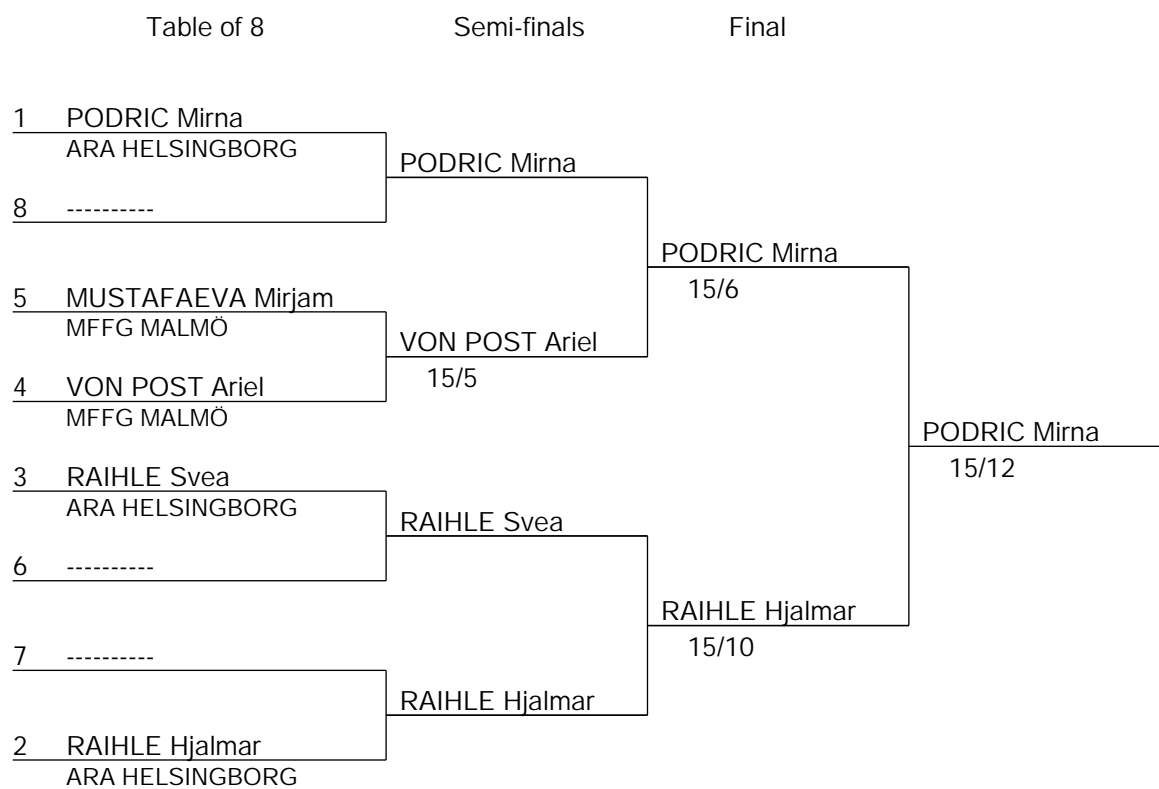 Table of 8 Semi-finals Final
1 PODRIC Mirna
ARA HELSINGBORG
PODRIC Mirna
8 ----------
PODRIC Mirna
15/6
5 MUSTAFAEVA Mirjam
MFFG MALMÖ
VON POST Ariel
15/5
4 VON POST Ariel
MFFG MALMÖ
PODRIC Mirna
15/12
3 RAIHLE Svea
ARA HELSINGBORG
RAIHLE Svea
6 ----------
RAIHLE Hjalmar
15/10
7 ----------
RAIHLE Hjalmar
2 RAIHLE Hjalmar
ARA HELSINGBORG